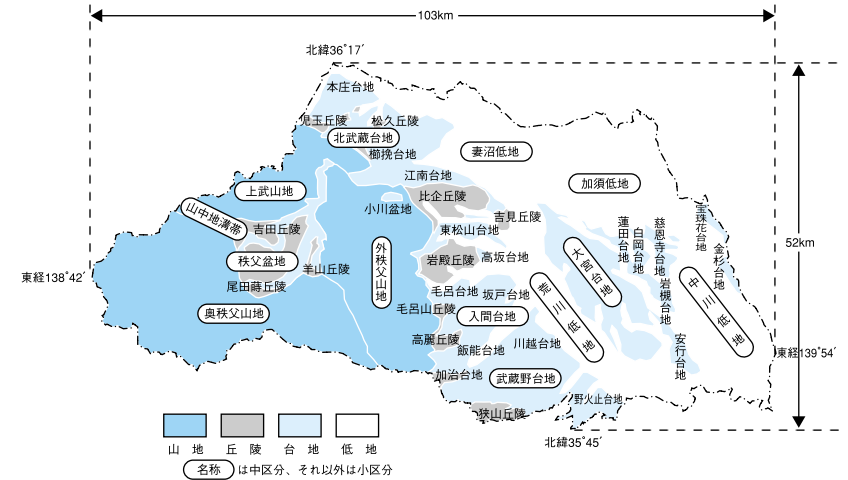 103km
北緯36°17′
本庄台地
児玉丘陵
松久丘陵
北武蔵台地
櫛挽台地
妻沼低地
江南台地
加須低地
上武山地
比企丘陵
山中地溝帯
小川盆地
宝珠花台地
吉見丘陵
吉田丘陵
東松山台地
蓮田台地
白岡台地
慈恩寺台地
金杉台地
52km
外秩父山地
大宮台地
秩父盆地
岩殿丘陵
高坂台地
羊山丘陵
東経138°42′
荒川低地
中川低地
岩槻台地
尾田蒔丘陵
毛呂台地
坂戸台地
奥秩父山地
毛呂山丘陵
入間台地
高麗丘陵
飯能台地
川越台地
安行台地
東経139°54′
加治台地
武蔵野台地
野火止台地
狭山丘陵
北緯35°45′
山地
丘陵
台地
低地
名称 は中区分、それ以外は小区分